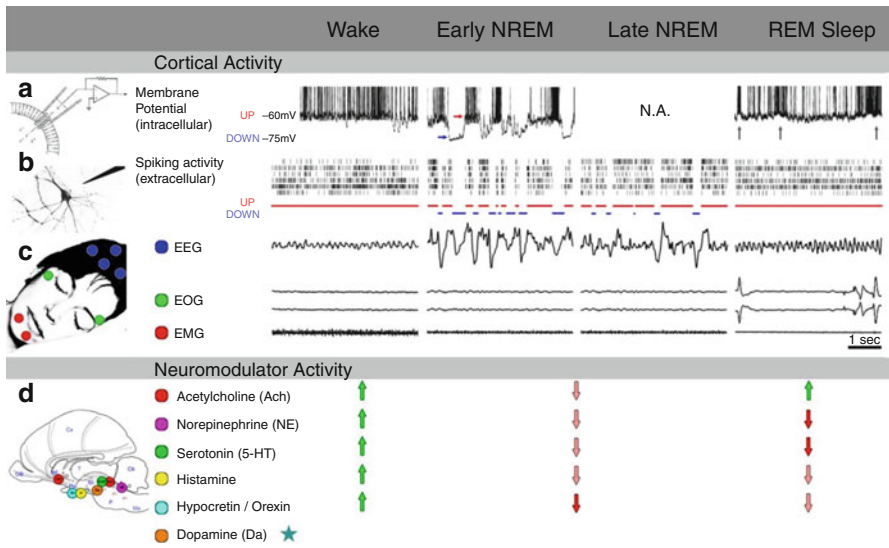 Wake Early NREM Late NREM REM Sleep
Cortical Activity
a
Membrane
Potential
(intracellular)
UP –60mV
DOWN –75mV
N.A.
b
Spiking activity
(extracellular)
UP
DOWN
c
EEG
EOG
EMG
1 sec
Neuromodulator Activity
d
Acetylcholine (Ach)
Norepinephrine (NE)
Serotonin (5-HT)
Histamine
Hypocretin / Orexin
Dopamine (Da)